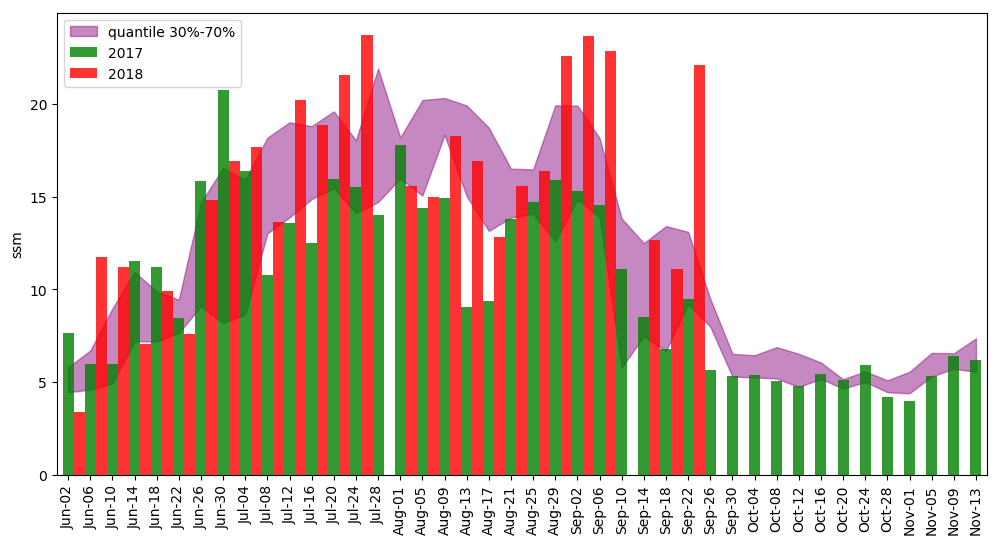 quantile 30%-70%
2017
2018
ssm
20
15
10
5
0
Jun-02
Jun-06
Jun-10
Jun-14
Jun-18
Jun-22
Jun-26
Jun-30
Jul-04
Jul-08
Jul-12
Jul-16
Jul-20
Jul-24
Jul-28
Aug-01
Aug-05
Aug-09
Aug-13
Aug-17
Aug-21
Aug-25
Aug-29
Sep-02
Sep-06
Sep-10
Sep-14
Sep-18
Sep-22
Sep-26
Sep-30
Oct-04
Oct-08
Oct-12
Oct-16
Oct-20
Oct-24
Oct-28
Nov-01
Nov-05
Nov-09
Nov-13